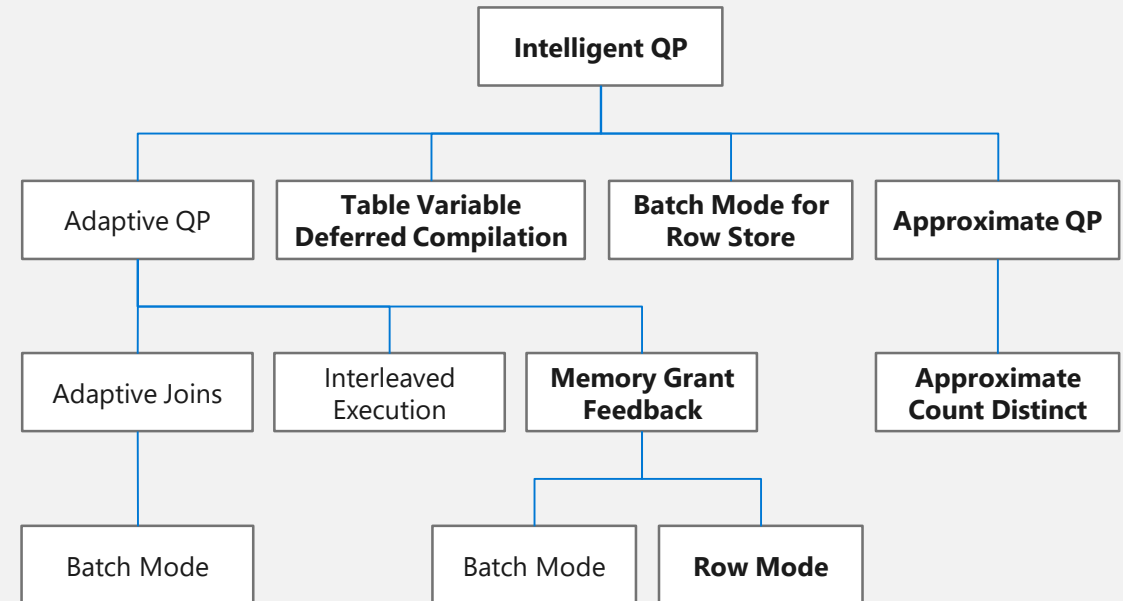 Intelligent QP
Adaptive QP
Table Variable
Deferred Compilation
Batch Mode for
Row Store
Approximate QP
Adaptive Joins
Interleaved
Execution
Memory Grant
Feedback
Approximate
Count Distinct
Batch Mode
Batch Mode
Row Mode